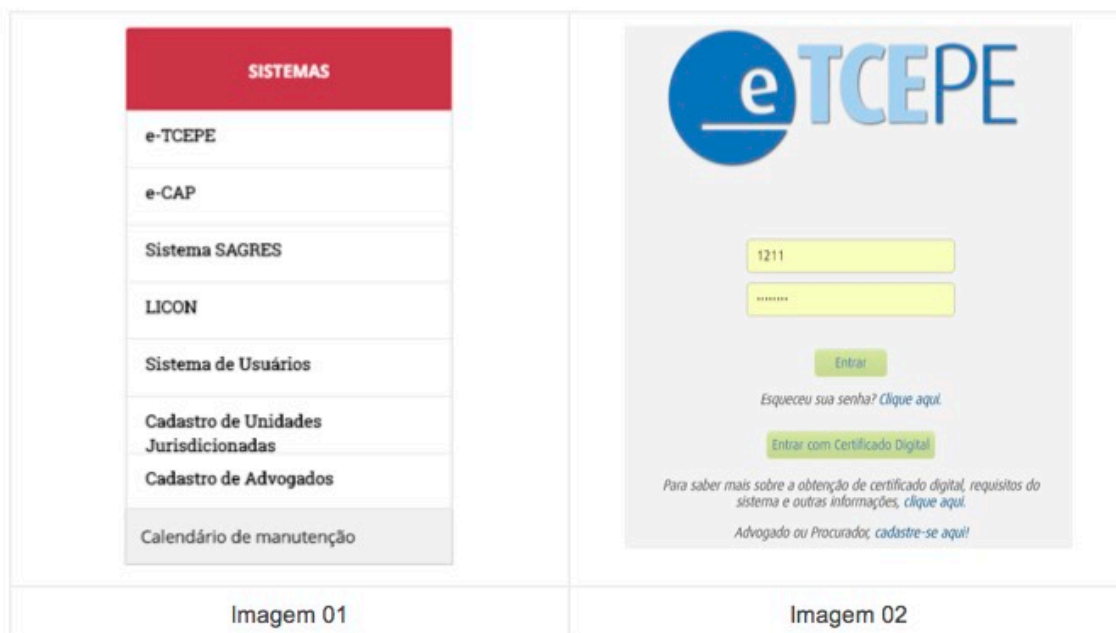 SISTEMAS
e-TCEPE
e-CAP
Sistema SAGRES
LICON
Sistema de Usuários
Cadastro de Unidades
Jurisdicionadas
Cadastro de Advogados
Calendário de manutenção
Imagem 01
eTCEPE
1211
Entrar
Esqueceu sua senha? Clique aqui.
Entrar com Certificado Digital
Para saber mais sobre a obtenção de certificado digital, requisitos do
sistema e outras informações, clique aqui.
Advogado ou Procurador, cadastre-se aqui!
Imagem 02